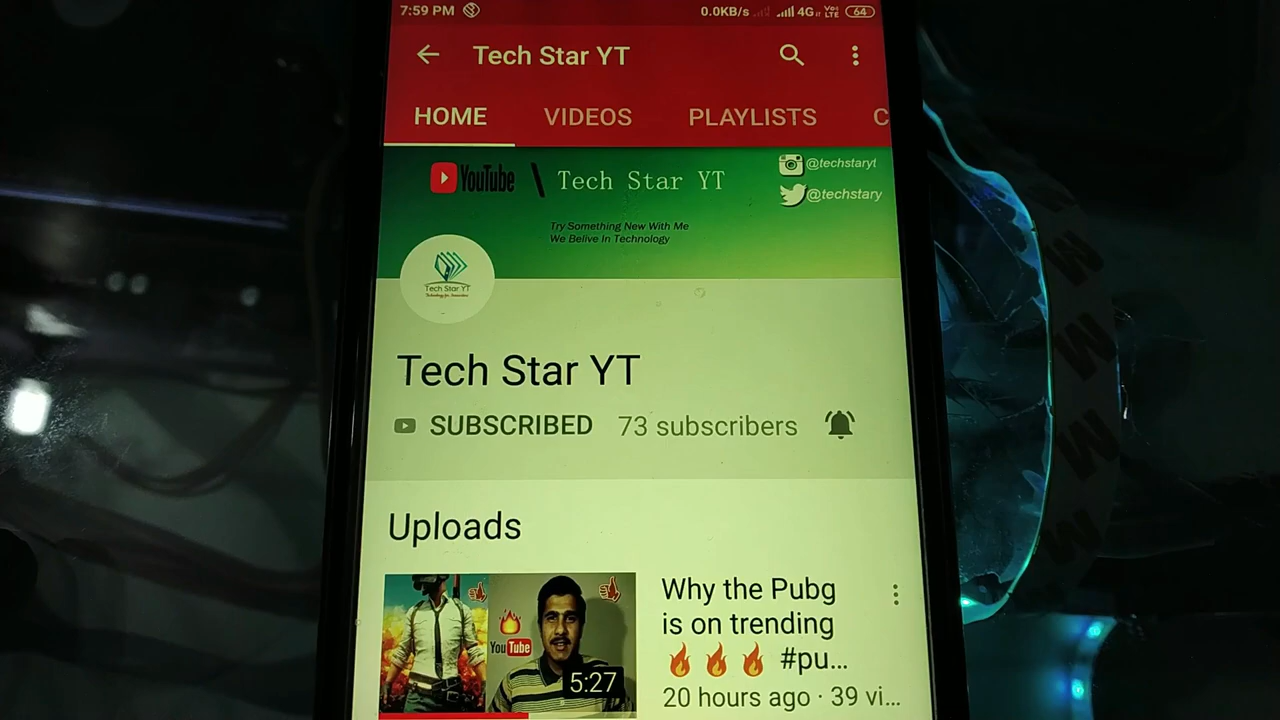 7:59 PM 0.0KB/s 4G Vo LTE 64
Tech Star YT
HOME VIDEOS PLAYLISTS C
YouTube \ Tech Star YT
@techstaryt
@techstary
Try Something New With Me
We Belive In Technology
Tech Star YT
Tech Star YT
SUBSCRIBED 73 subscribers
Uploads
Why the Pubg
is on trending
🔥 🔥 🔥 #pu...
20 hours ago · 39 vi...
YouTube
5:27
M
M
M
M